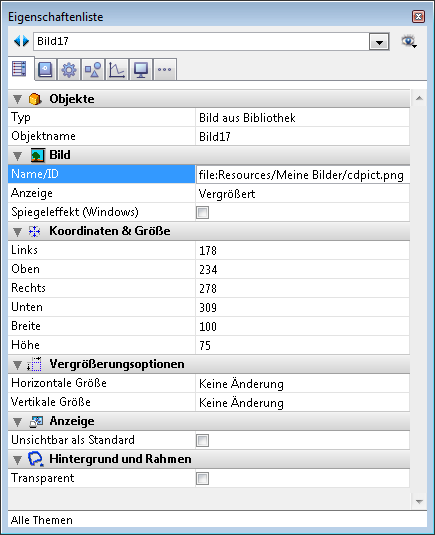 Eigenschaftenliste
Bild17
Objekte
Typ Bild aus Bibliothek
Objektname Bild17
Bild
Name/ID file:Resources/Meine Bilder/cdpict.png
Anzeige Vergrößert
Spiegeleffekt (Windows)
Koordinaten & Größe
Links 178
Oben 234
Rechts 278
Unten 309
Breite 100
Höhe 75
Vergrößerungsoptionen
Horizontale Größe Keine Änderung
Vertikale Größe Keine Änderung
Anzeige
Unsichtbar als Standard
Hintergrund und Rahmen
Transparent
Alle Themen